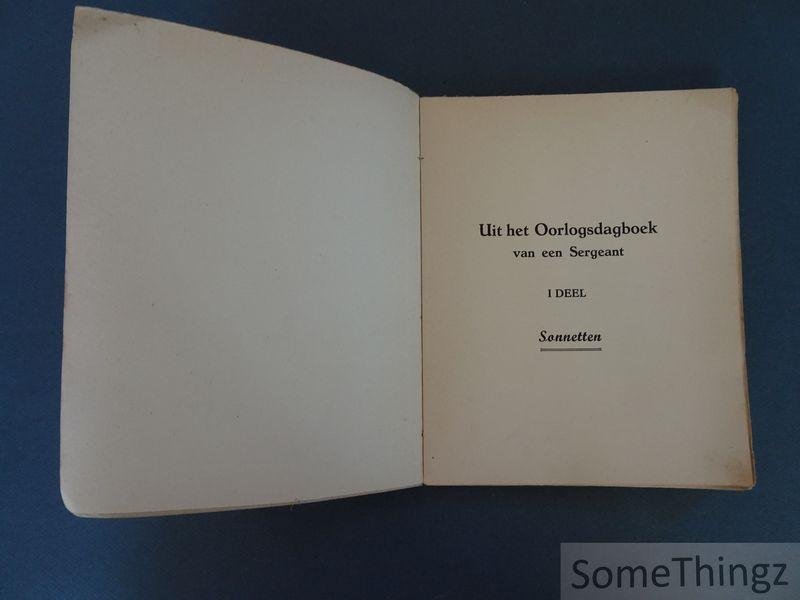 Uit het Oorlogsdagboek
van een Sergeant
I DEEL
Sonnetten
SomeThingz